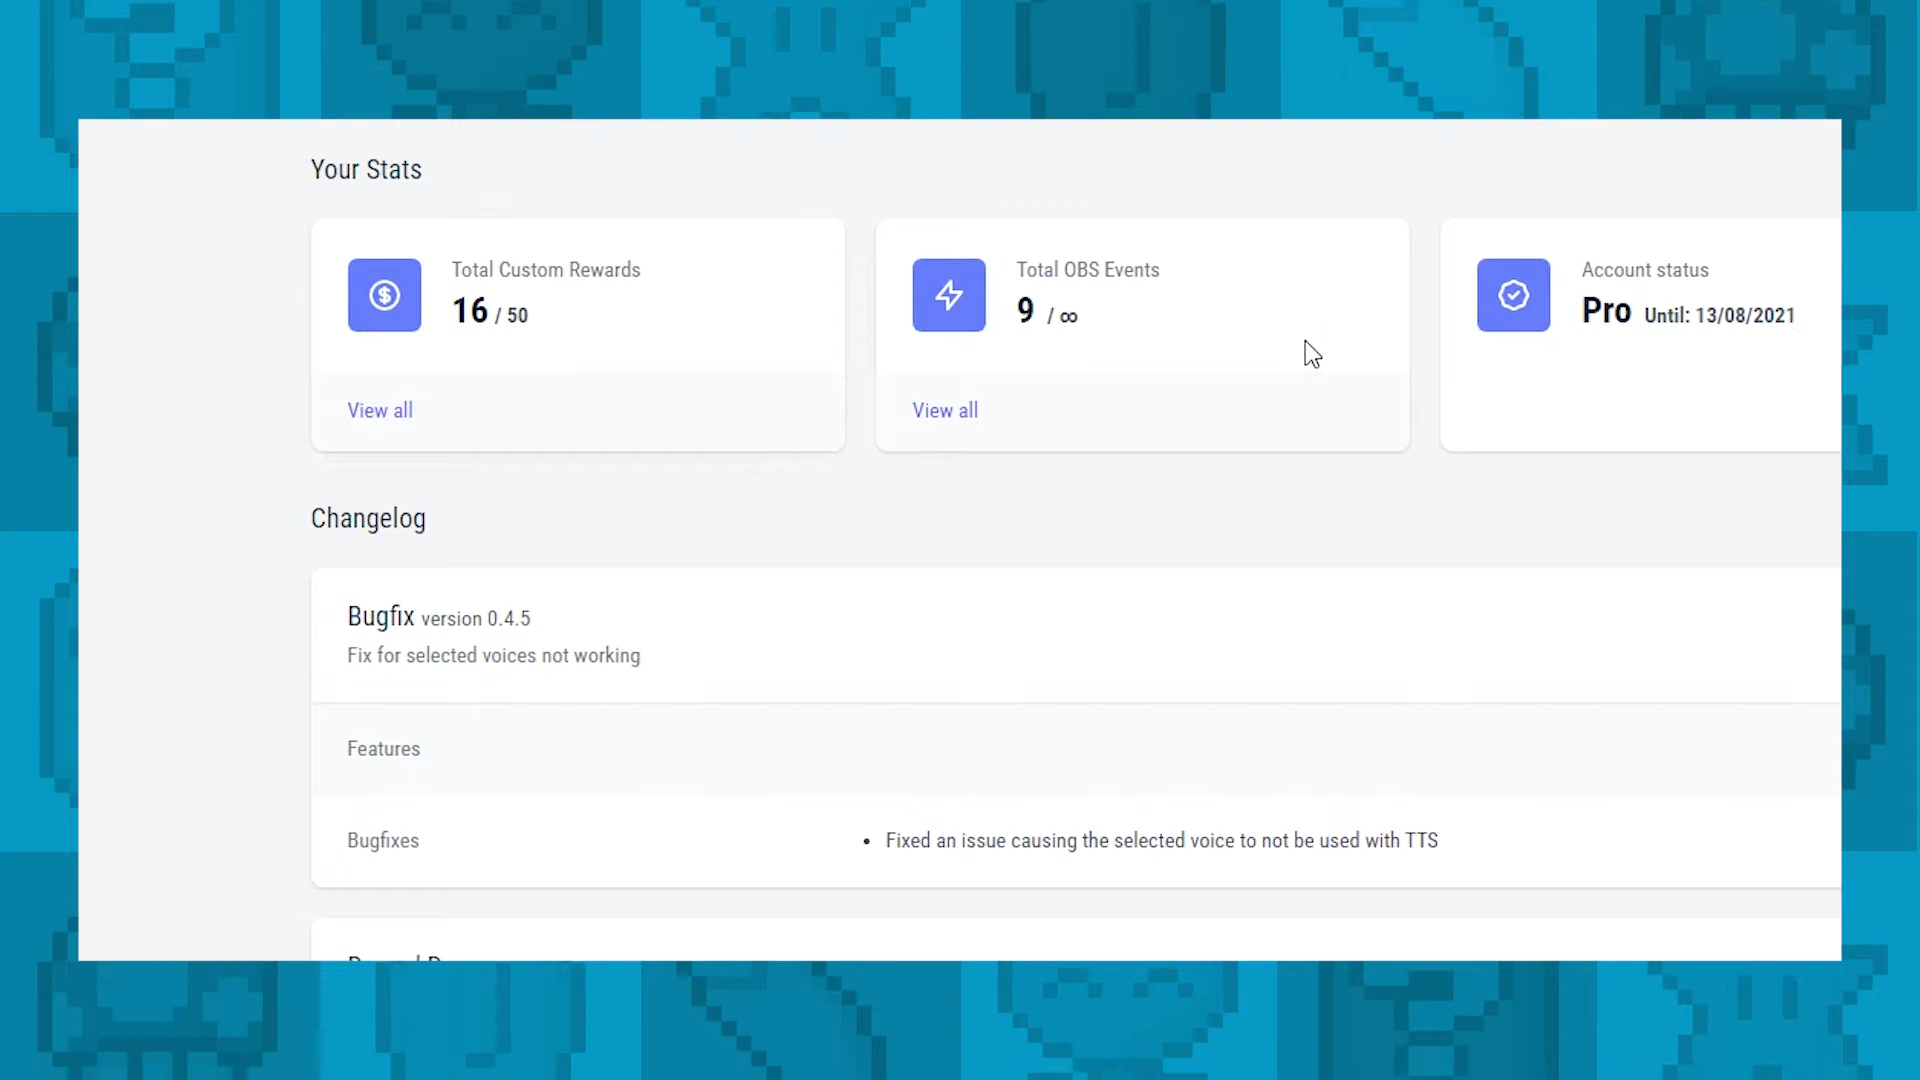 Your Stats
Total Custom Rewards
16 / 50
View all
Total OBS Events
9 / ∞
View all
Account status
Pro Until: 13/08/2021
Changelog
Bugfix version 0.4.5
Fix for selected voices not working
Features
Bugfixes
• Fixed an issue causing the selected voice to not be used with TTS